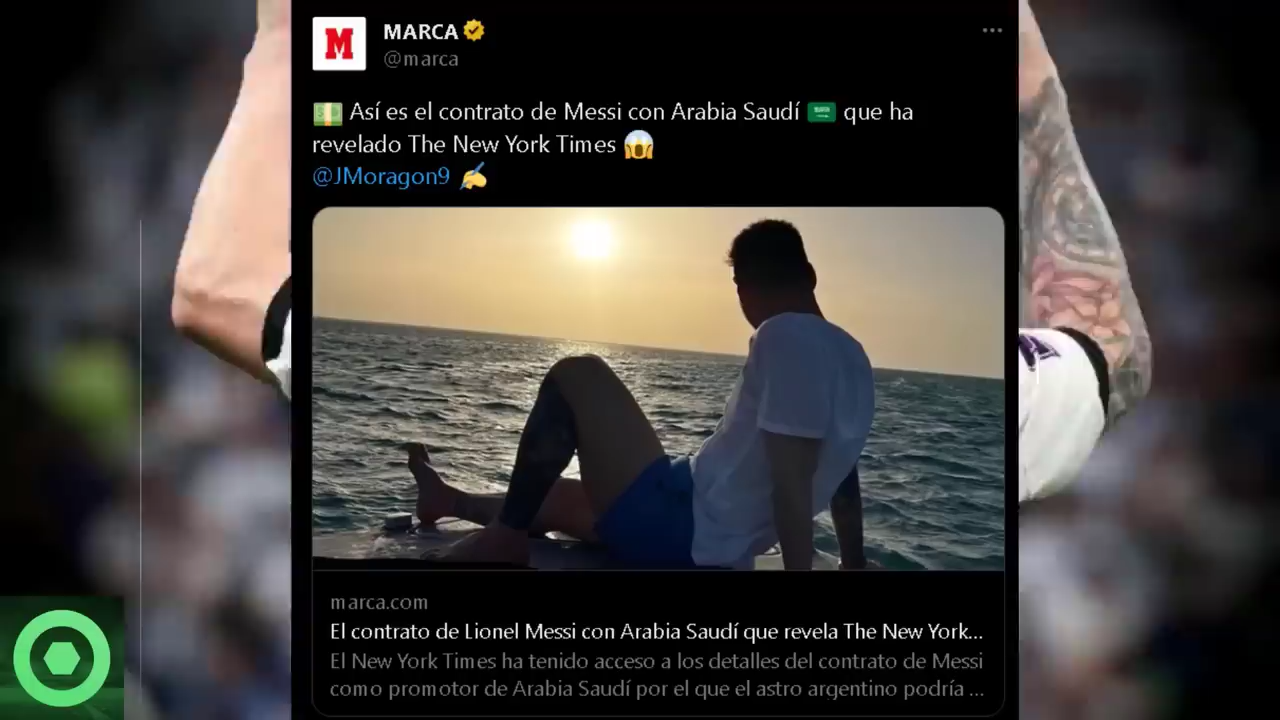 M
MARCA
@marca
💵 Así es el contrato de Messi con Arabia Saudí 🇸🇦 que ha
revelado The New York Times 😱
@JMoragon9 ✍️
marca.com
El contrato de Lionel Messi con Arabia Saudí que revela The New York...
El New York Times ha tenido acceso a los detalles del contrato de Messi
como promotor de Arabia Saudí por el que el astro argentino podría ...